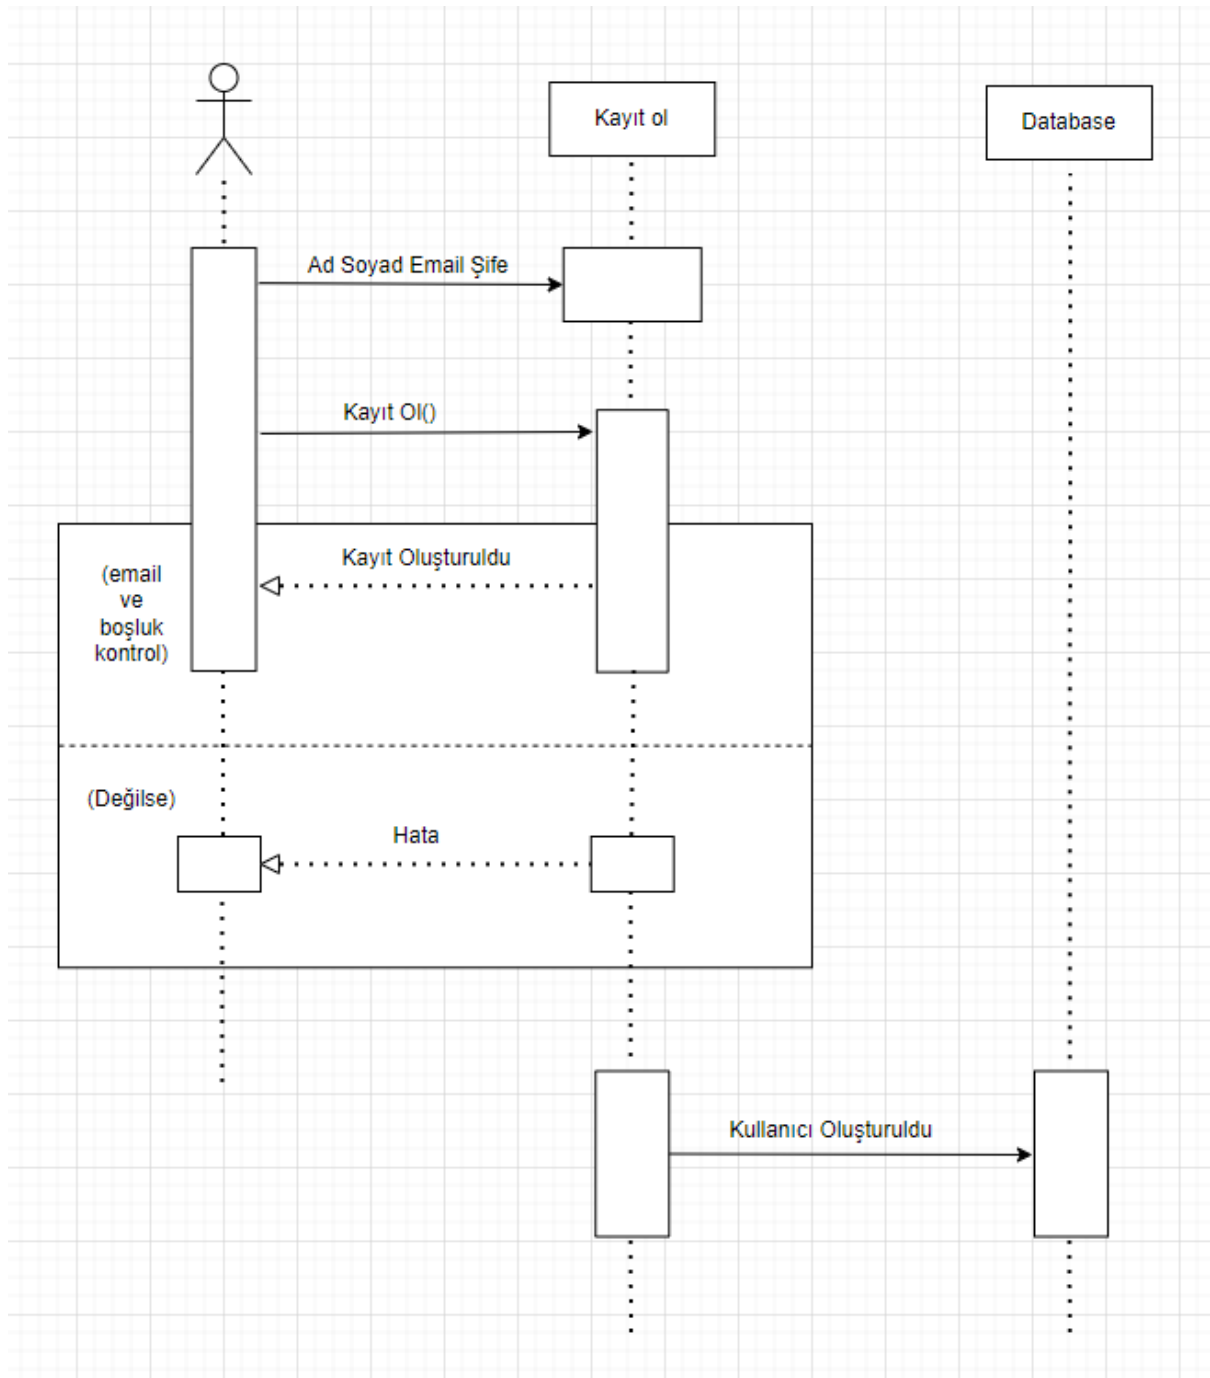 Kayıt ol
Database
Ad Soyad Email Şife
Kayıt Ol()
Kayıt Oluşturuldu
(email
ve
boşluk
kontrol)
(Değilse)
Hata
Kullanıcı Oluşturuldu